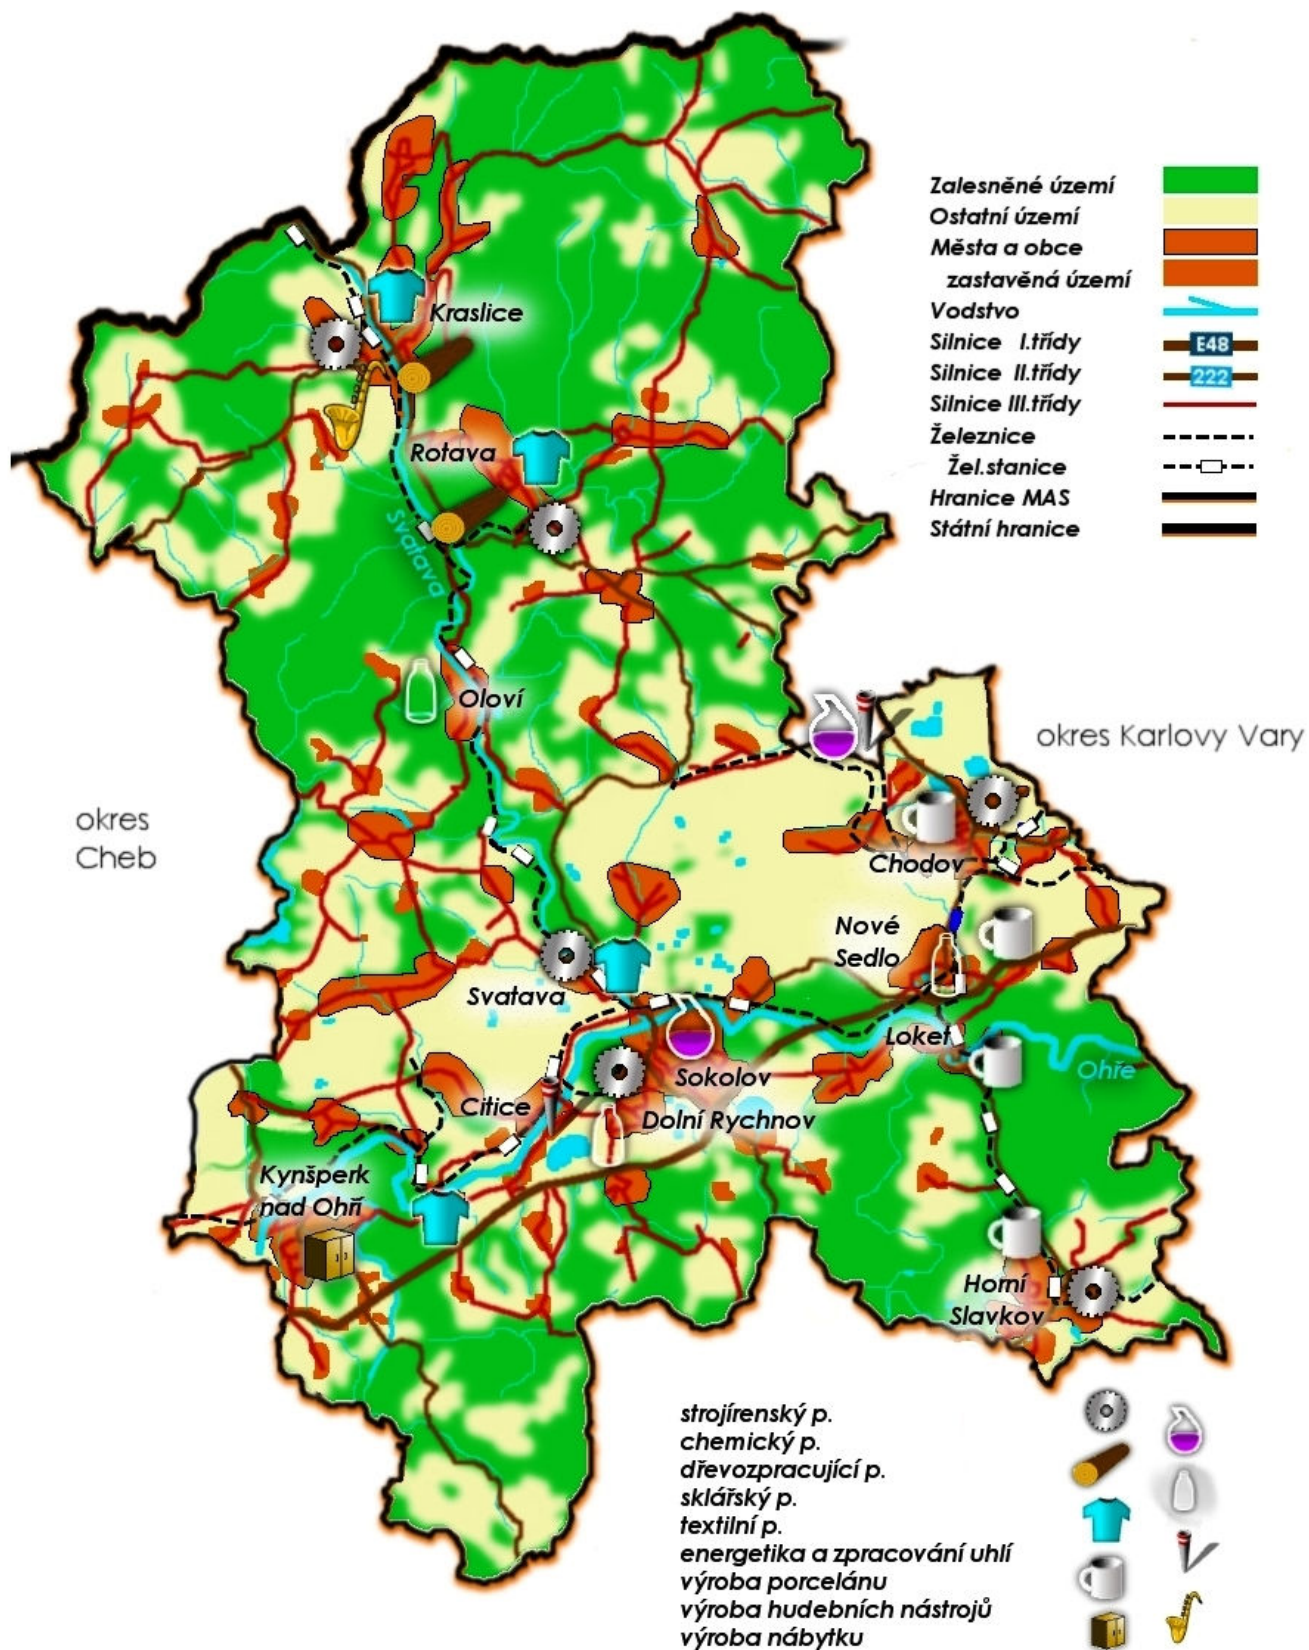 Zalesněné území
Ostatní území
Města a obce
zastavěná území
Vodstvo
Silnice I.třídy
E48
Silnice II.třídy
222
Silnice III.třídy
Železnice
Žel.stanice
Hranice MAS
Státní hranice
Kraslice
Rotava
Svatava
Oloví
okres Karlovy Vary
okres
Cheb
Chodov
Nové
Sedlo
Svatava
Loket
Ohře
Sokolov
Citice
Dolní Rychnov
Kynšperk
nad Ohří
Horní
Slavkov
strojírenský p.
chemický p.
dřevozpracující p.
sklářský p.
textilní p.
energetika a zpracování uhlí
výroba porcelánu
výroba hudebních nástrojů
výroba nábytku